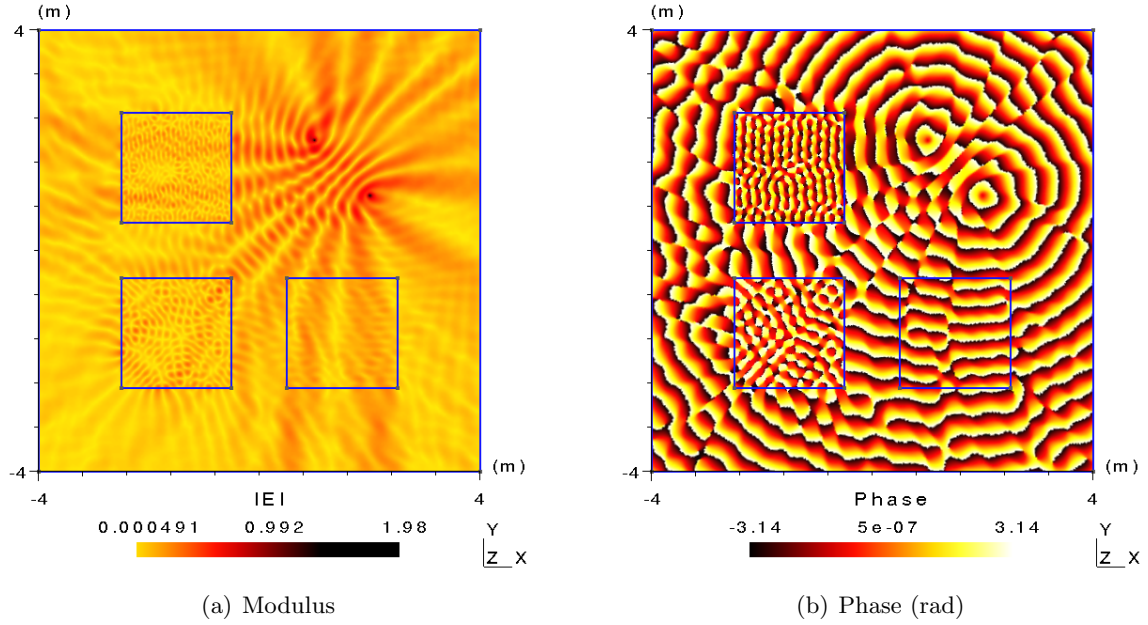 (m)
4
-4
(m)
-4
4
|E|
0.000491 0.992 1.98
Y
Z X
(a) Modulus
(m)
4
-4
(m)
-4
4
Phase
-3.14 5e-07 3.14
Y
Z X
(b) Phase (rad)